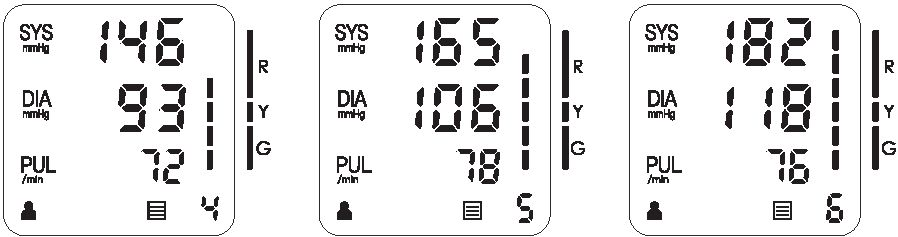 SYS mmHg 146
R
DIA mmHg 93
Y
G
PUL /min 72
4
SYS mmHg 165
R
DIA mmHg 106
Y
G
PUL /min 78
5
SYS mmHg 182
R
DIA mmHg 118
Y
G
PUL /min 76
6